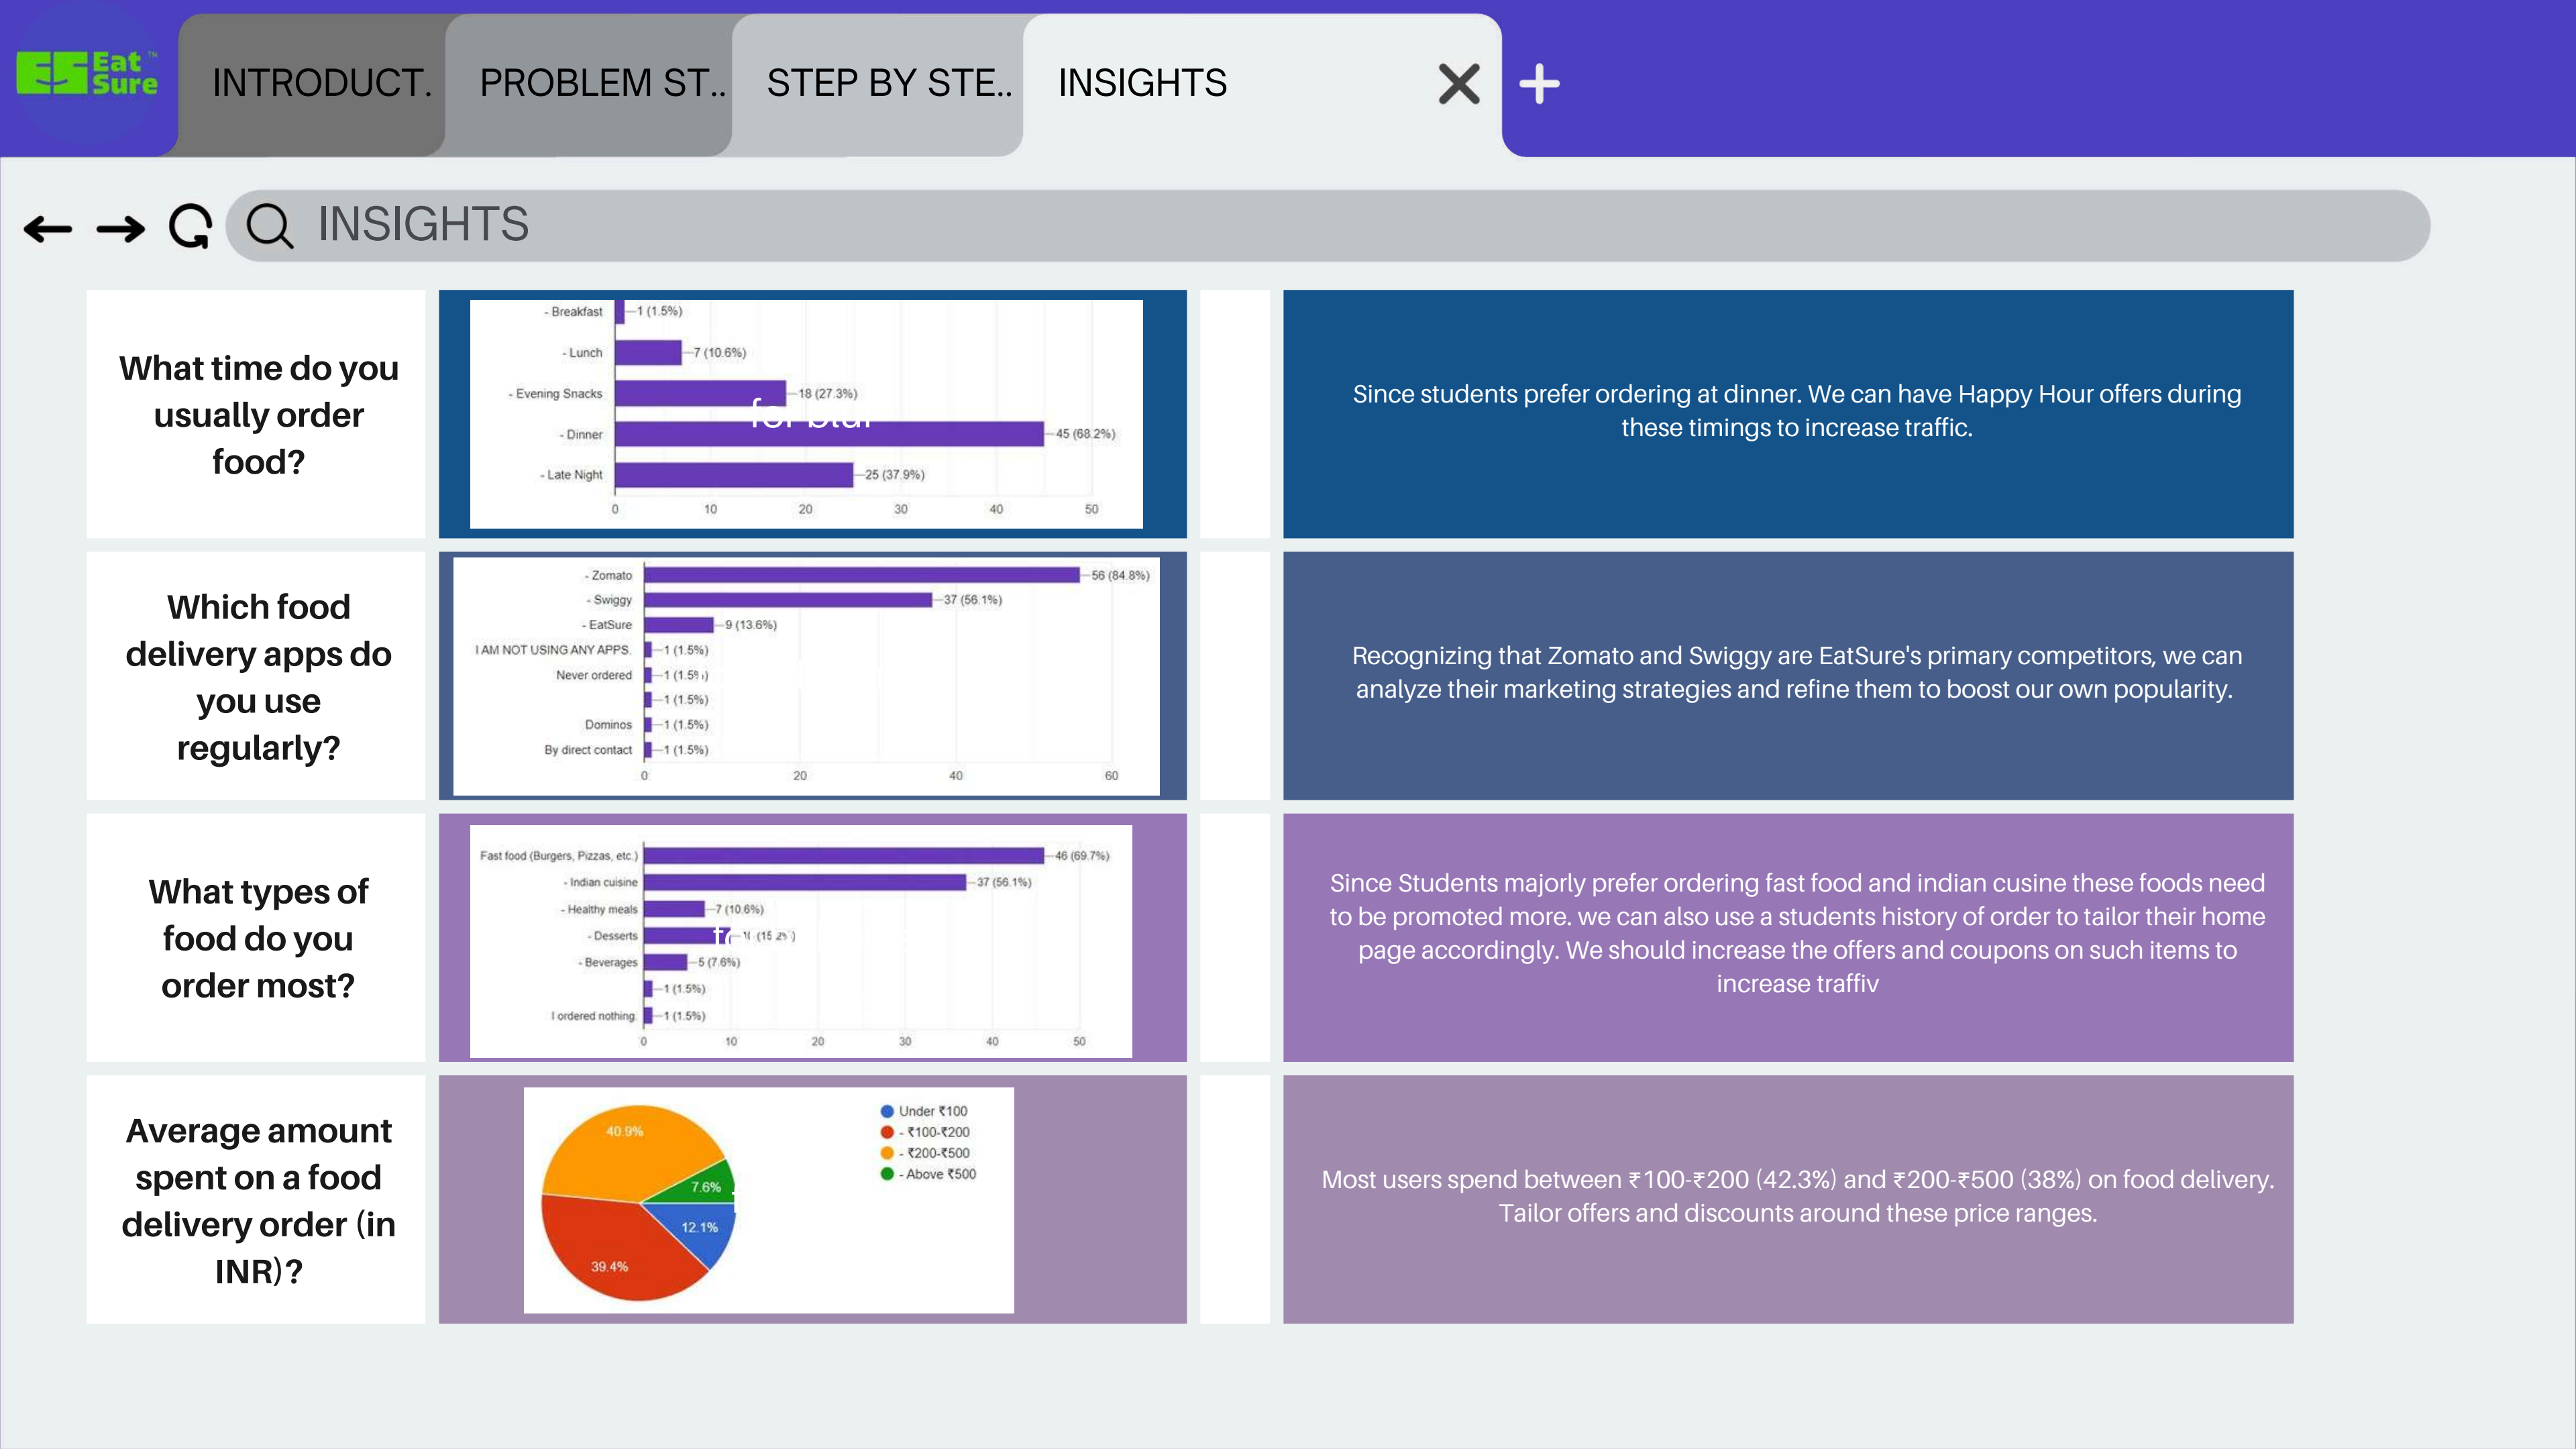 Eat
Sure
™
INTRODUCT.
PROBLEM ST..
STEP BY STE..
INSIGHTS
INSIGHTS
What time do you
usually order
food?
- Breakfast
1 (1.5%)
- Lunch
7 (10.6%)
- Evening Snacks
18 (27.3%)
- Dinner
45 (68.2%)
- Late Night
25 (37.9%)
0 10 20 30 40 50
Since students prefer ordering at dinner. We can have Happy Hour offers during
these timings to increase traffic.
Which food
delivery apps do
you use
regularly?
- Zomato
56 (84.8%)
- Swiggy
37 (56.1%)
- EatSure
9 (13.6%)
I AM NOT USING ANY APPS.
1 (1.5%)
Never ordered
1 (1.5%)
1 (1.5%)
Dominos
1 (1.5%)
By direct contact
1 (1.5%)
0 20 40 60
Recognizing that Zomato and Swiggy are EatSure's primary competitors, we can
analyze their marketing strategies and refine them to boost our own popularity.
What types of
food do you
order most?
Fast food (Burgers, Pizzas, etc.)
46 (69.7%)
- Indian cuisine
37 (56.1%)
- Healthy meals
7 (10.6%)
- Desserts
(15.2%)
- Beverages
5 (7.6%)
1 (1.5%)
I ordered nothing.
1 (1.5%)
0 10 20 30 40 50
Since Students majorly prefer ordering fast food and indian cusine these foods need
to be promoted more. we can also use a students history of order to tailor their home
page accordingly. We should increase the offers and coupons on such items to
increase traffiv
Average amount
spent on a food
delivery order (in
INR)?
40.9%
7.6%
12.1%
39.4%
Under ₹100
- ₹100-₹200
- ₹200-₹500
- Above ₹500
Most users spend between ₹100-₹200 (42.3%) and ₹200-₹500 (38%) on food delivery.
Tailor offers and discounts around these price ranges.